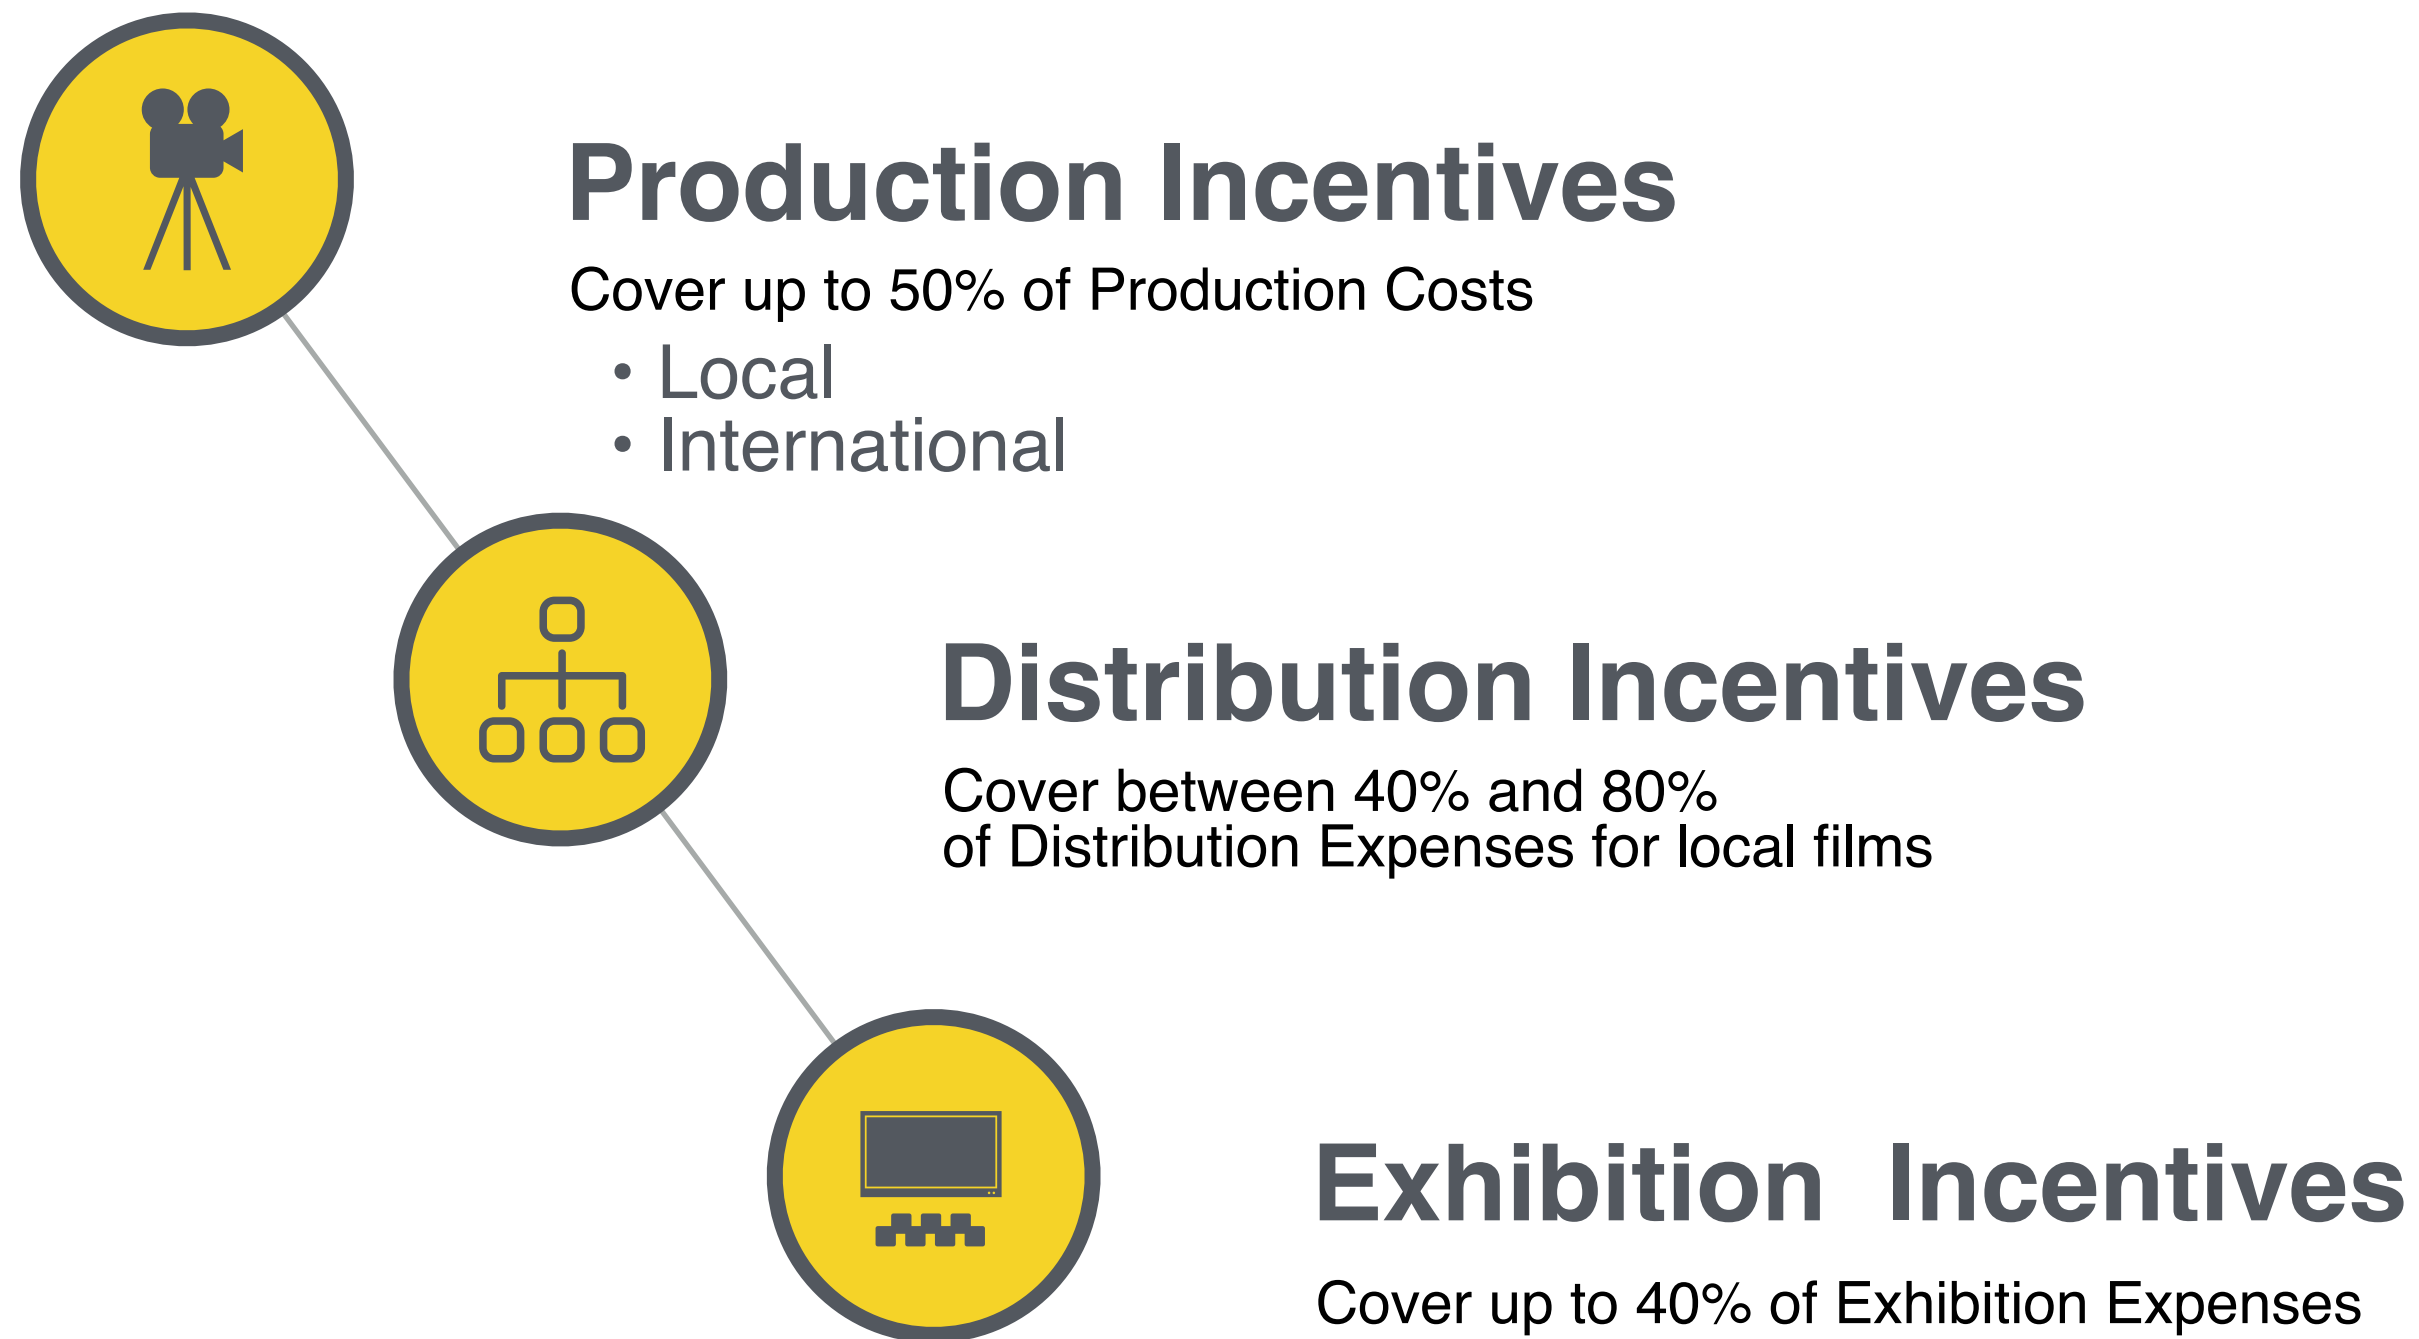 Production Incentives
Cover up to 50% of Production Costs
• Local
• International
Distribution Incentives
Cover between 40% and 80%
of Distribution Expenses for local films
Exhibition Incentives
Cover up to 40% of Exhibition Expenses